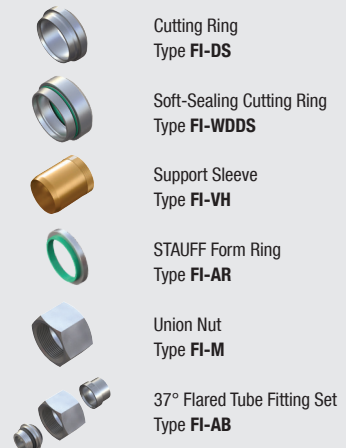 Cutting Ring
Type FI-DS
Soft-Sealing Cutting Ring
Type FI-WDDS
Support Sleeve
Type FI-VH
STAUFF Form Ring
Type FI-AR
Union Nut
Type FI-M
37° Flared Tube Fitting Set
Type FI-AB